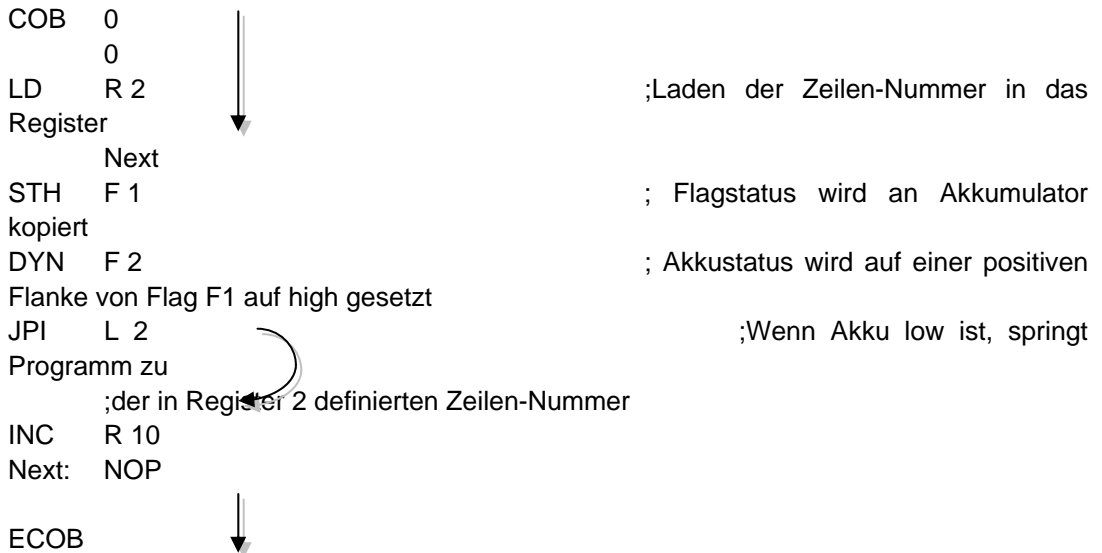 COB 0
0
LD R 2 ;Laden der Zeilen-Nummer in das
Register
Next
STH F 1 ; Flagstatus wird an Akkumulator
kopiert
DYN F 2 ; Akkustatus wird auf einer positiven
Flanke von Flag F1 auf high gesetzt
JPI L 2 ;Wenn Akku low ist, springt
Programm zu
;der in Register 2 definierten Zeilen-Nummer
INC R 10
Next: NOP
ECOB